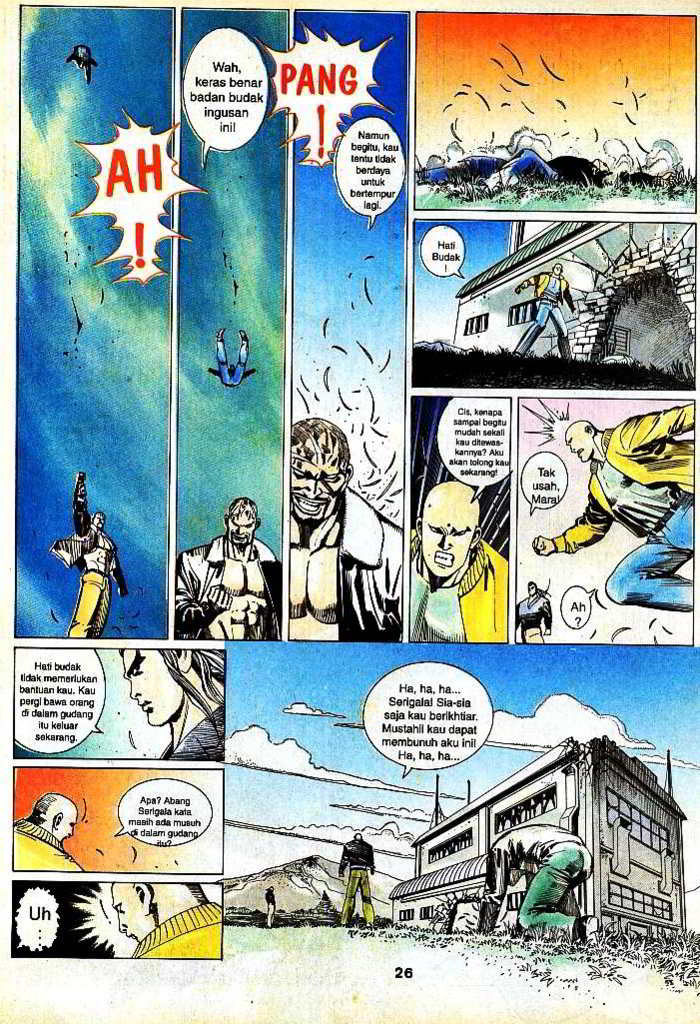 AH
!
Wah,
keras benar
badan budak
ingusan
ini!
PANG
!
Namun
begitu, kau
tentu tidak
berdaya
untuk
bertempur
lagi.
Hati
Budak
!
Cis, kenapa
sampai begitu
mudah sekali
kau ditewas-
kannya? Aku
akan tolong kau
sekarang!
Tak
usah,
Mara!
Ah
?
Hati budak
tidak memerlukan
bantuan kau. Kau
pergi bawa orang
di dalam gudang
itu keluar
sekarang.
Apa? Abang
Serigala kata
masih ada musuh
di dalam gudang
itu?
Uh
...
Ha, ha, ha...
Serigala! Sia-sia
saja kau berikhtiar.
Mustahil kau dapat
membunuh aku ini!
Ha, ha, ha...
26